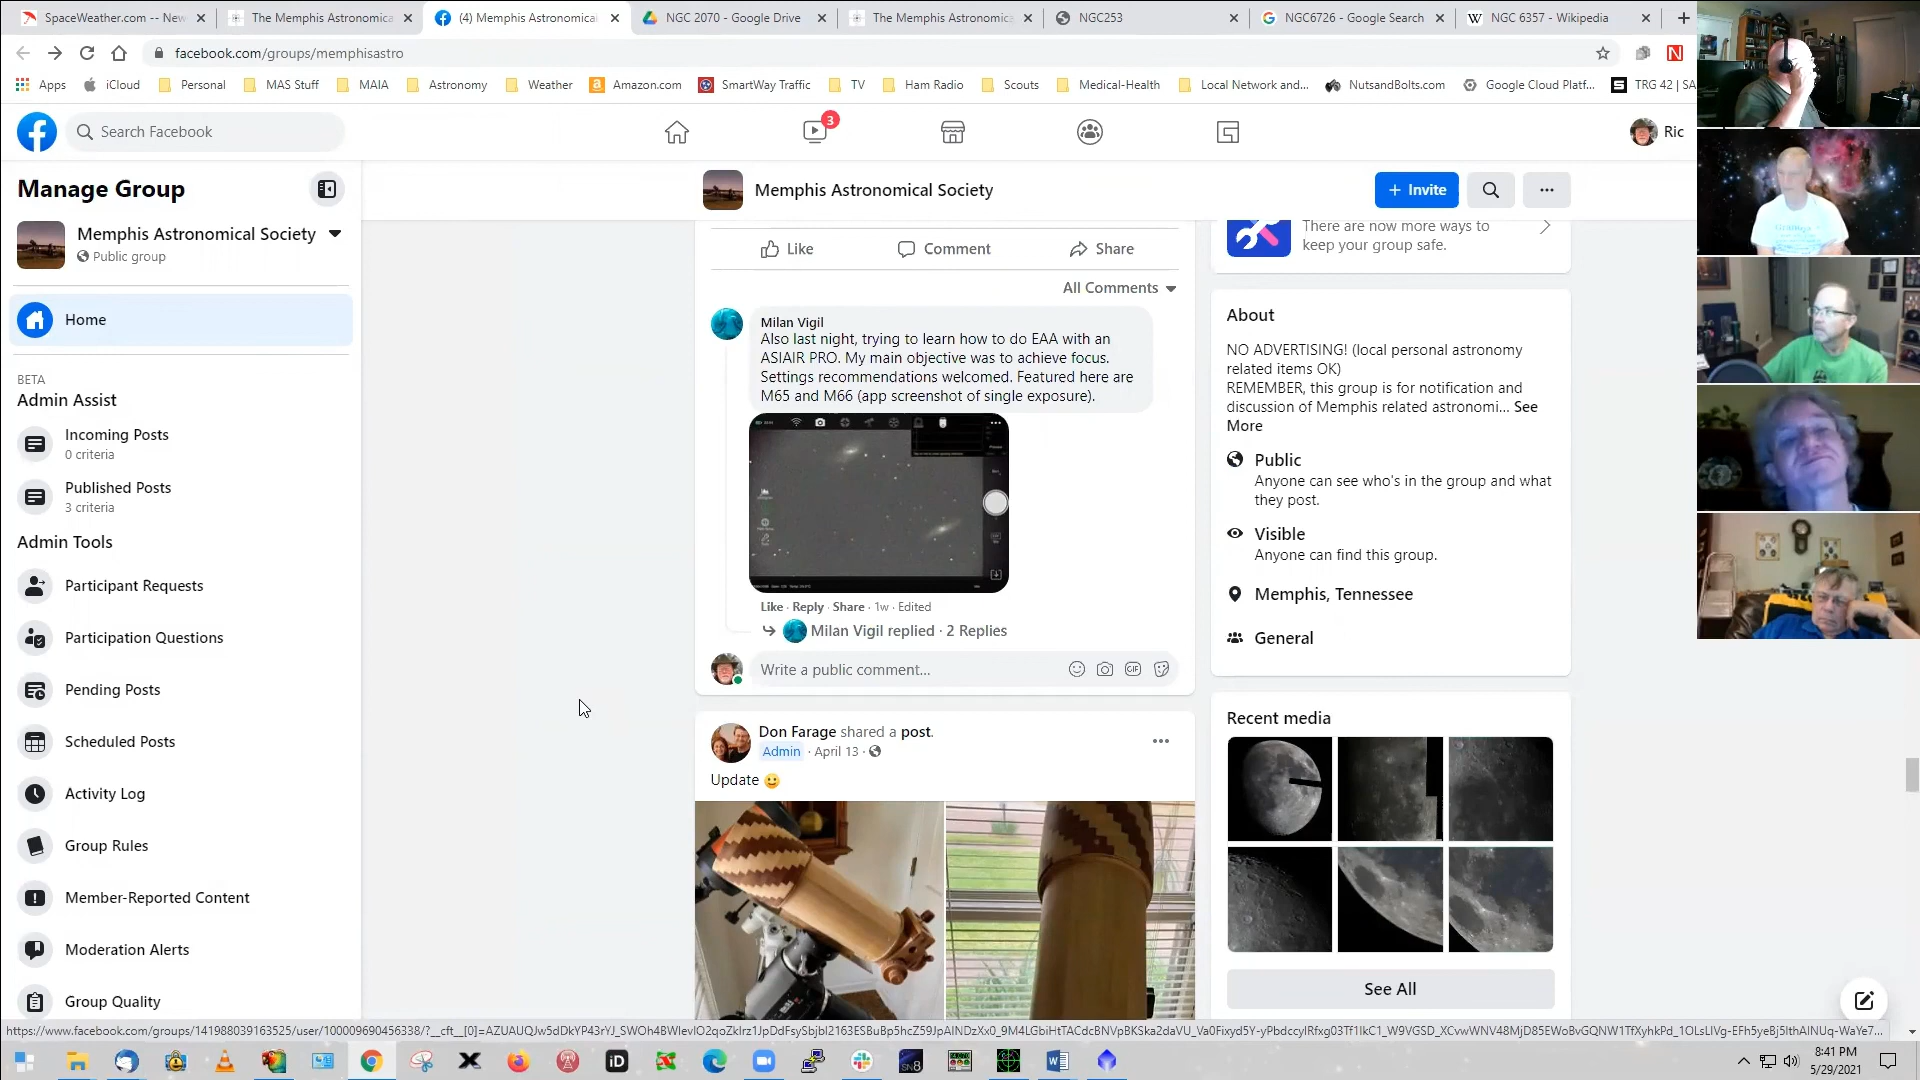 SpaceWeather.com -- New
The Memphis Astronomical
(4) Memphis Astronomical
NGC 2070 - Google Drive
The Memphis Astronomic
NGC253
NGC6726 - Google Search
NGC 6357 - Wikipedia
facebook.com/groups/memphisastro
Apps
iCloud
Personal
MAS Stuff
MAIA
Astronomy
Weather
Amazon.com
SmartWay Traffic
TV
Ham Radio
Scouts
Medical-Health
Local Network and...
NutsandBolts.com
Google Cloud Platf...
TRG 42 | SA
Search Facebook
3
Ric
Manage Group
Memphis Astronomical Society
Public group
Home
BETA
Admin Assist
Incoming Posts
0 criteria
Published Posts
3 criteria
Admin Tools
Participant Requests
Participation Questions
Pending Posts
Scheduled Posts
Activity Log
Group Rules
Member-Reported Content
Moderation Alerts
Group Quality
Memphis Astronomical Society
+ Invite
Like
Comment
Share
All Comments
Milan Vigil
Also last night, trying to learn how to do EAA with an
ASIAIR PRO. My main objective was to achieve focus.
Settings recommendations welcomed. Featured here are
M65 and M66 (app screenshot of single exposure).
Like · Reply · Share · 1w · Edited
Milan Vigil replied · 2 Replies
Write a public comment...
GIF
Don Farage shared a post.
Admin · April 13 ·
Update
There are now more ways to
keep your group safe.
About
NO ADVERTISING! (local personal astronomy
related items OK)
REMEMBER, this group is for notification and
discussion of Memphis related astronomi... See
More
Public
Anyone can see who's in the group and what
they post.
Visible
Anyone can find this group.
Memphis, Tennessee
General
Recent media
See All
8:41 PM
5/29/2021